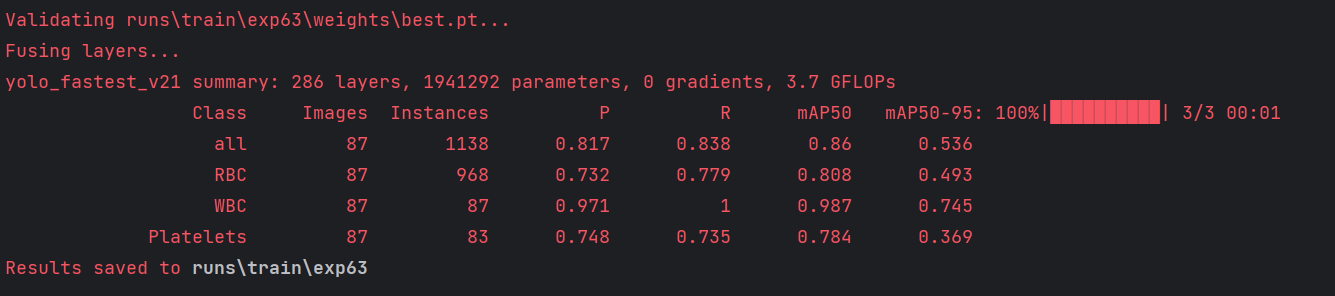 Validating runs\train\exp63\weights\best.pt...
Fusing layers...
yolo_fastest_v21 summary: 286 layers, 1941292 parameters, 0 gradients, 3.7 GFLOPs
Class Images Instances P R mAP50 mAP50-95: 100%|██████████| 3/3 00:01
all 87 1138 0.817 0.838 0.86 0.536
RBC 87 968 0.732 0.779 0.808 0.493
WBC 87 87 0.971 1 0.987 0.745
Platelets 87 83 0.748 0.735 0.784 0.369
Results saved to runs\train\exp63